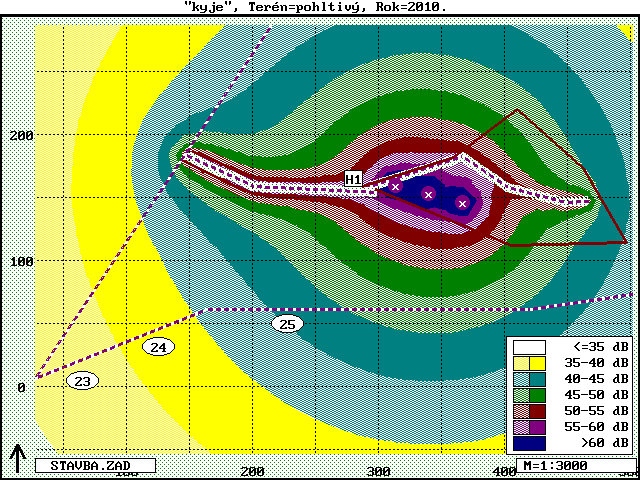 "kyje", Terén=pohltivý, Rok=2010.
200
H1
100
25
24
0
23
<=35 dB
35-40 dB
40-45 dB
45-50 dB
50-55 dB
55-60 dB
>60 dB
STAVBA.ZAD
200
300
400
M=1:3000